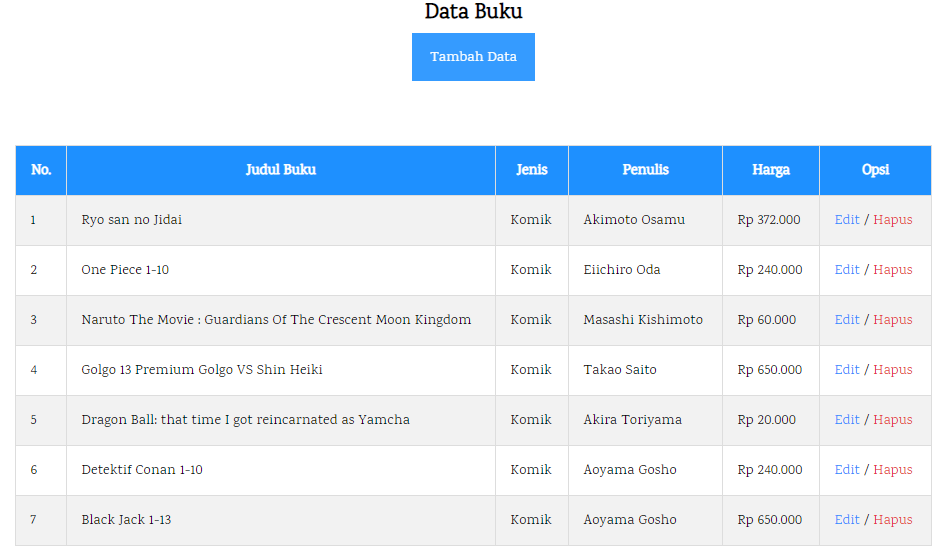 Data Buku
Tambah Data
No. Judul Buku Jenis Penulis Harga Opsi
1 Ryo san no Jidai Komik Akimoto Osamu Rp 372.000 Edit / Hapus
2 One Piece 1-10 Komik Eiichiro Oda Rp 240.000 Edit / Hapus
3 Naruto The Movie : Guardians Of The Crescent Moon Kingdom Komik Masashi Kishimoto Rp 60.000 Edit / Hapus
4 Golgo 13 Premium Golgo VS Shin Heiki Komik Takao Saito Rp 650.000 Edit / Hapus
5 Dragon Ball: that time I got reincarnated as Yamcha Komik Akira Toriyama Rp 20.000 Edit / Hapus
6 Detektif Conan 1-10 Komik Aoyama Gosho Rp 240.000 Edit / Hapus
7 Black Jack 1-13 Komik Aoyama Gosho Rp 650.000 Edit / Hapus